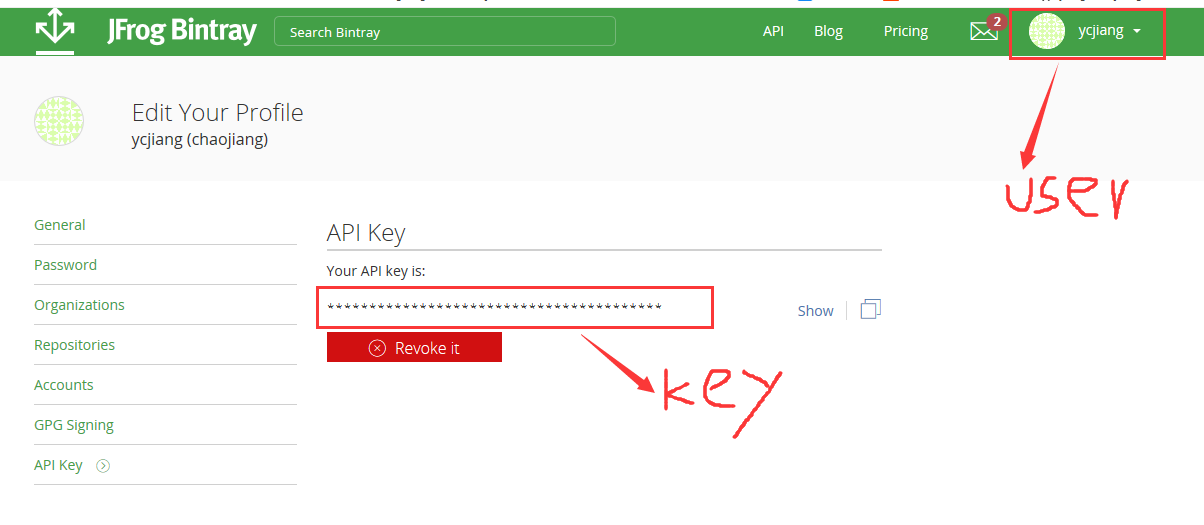 JFrog Bintray
Search Bintray
API
Blog
Pricing
2
ycjiang
Edit Your Profile
ycjiang (chaojiang)
user
General
Password
Organizations
Repositories
Accounts
GPG Signing
API Key
API Key
Your API key is:
****************************************
Show
Revoke it
key